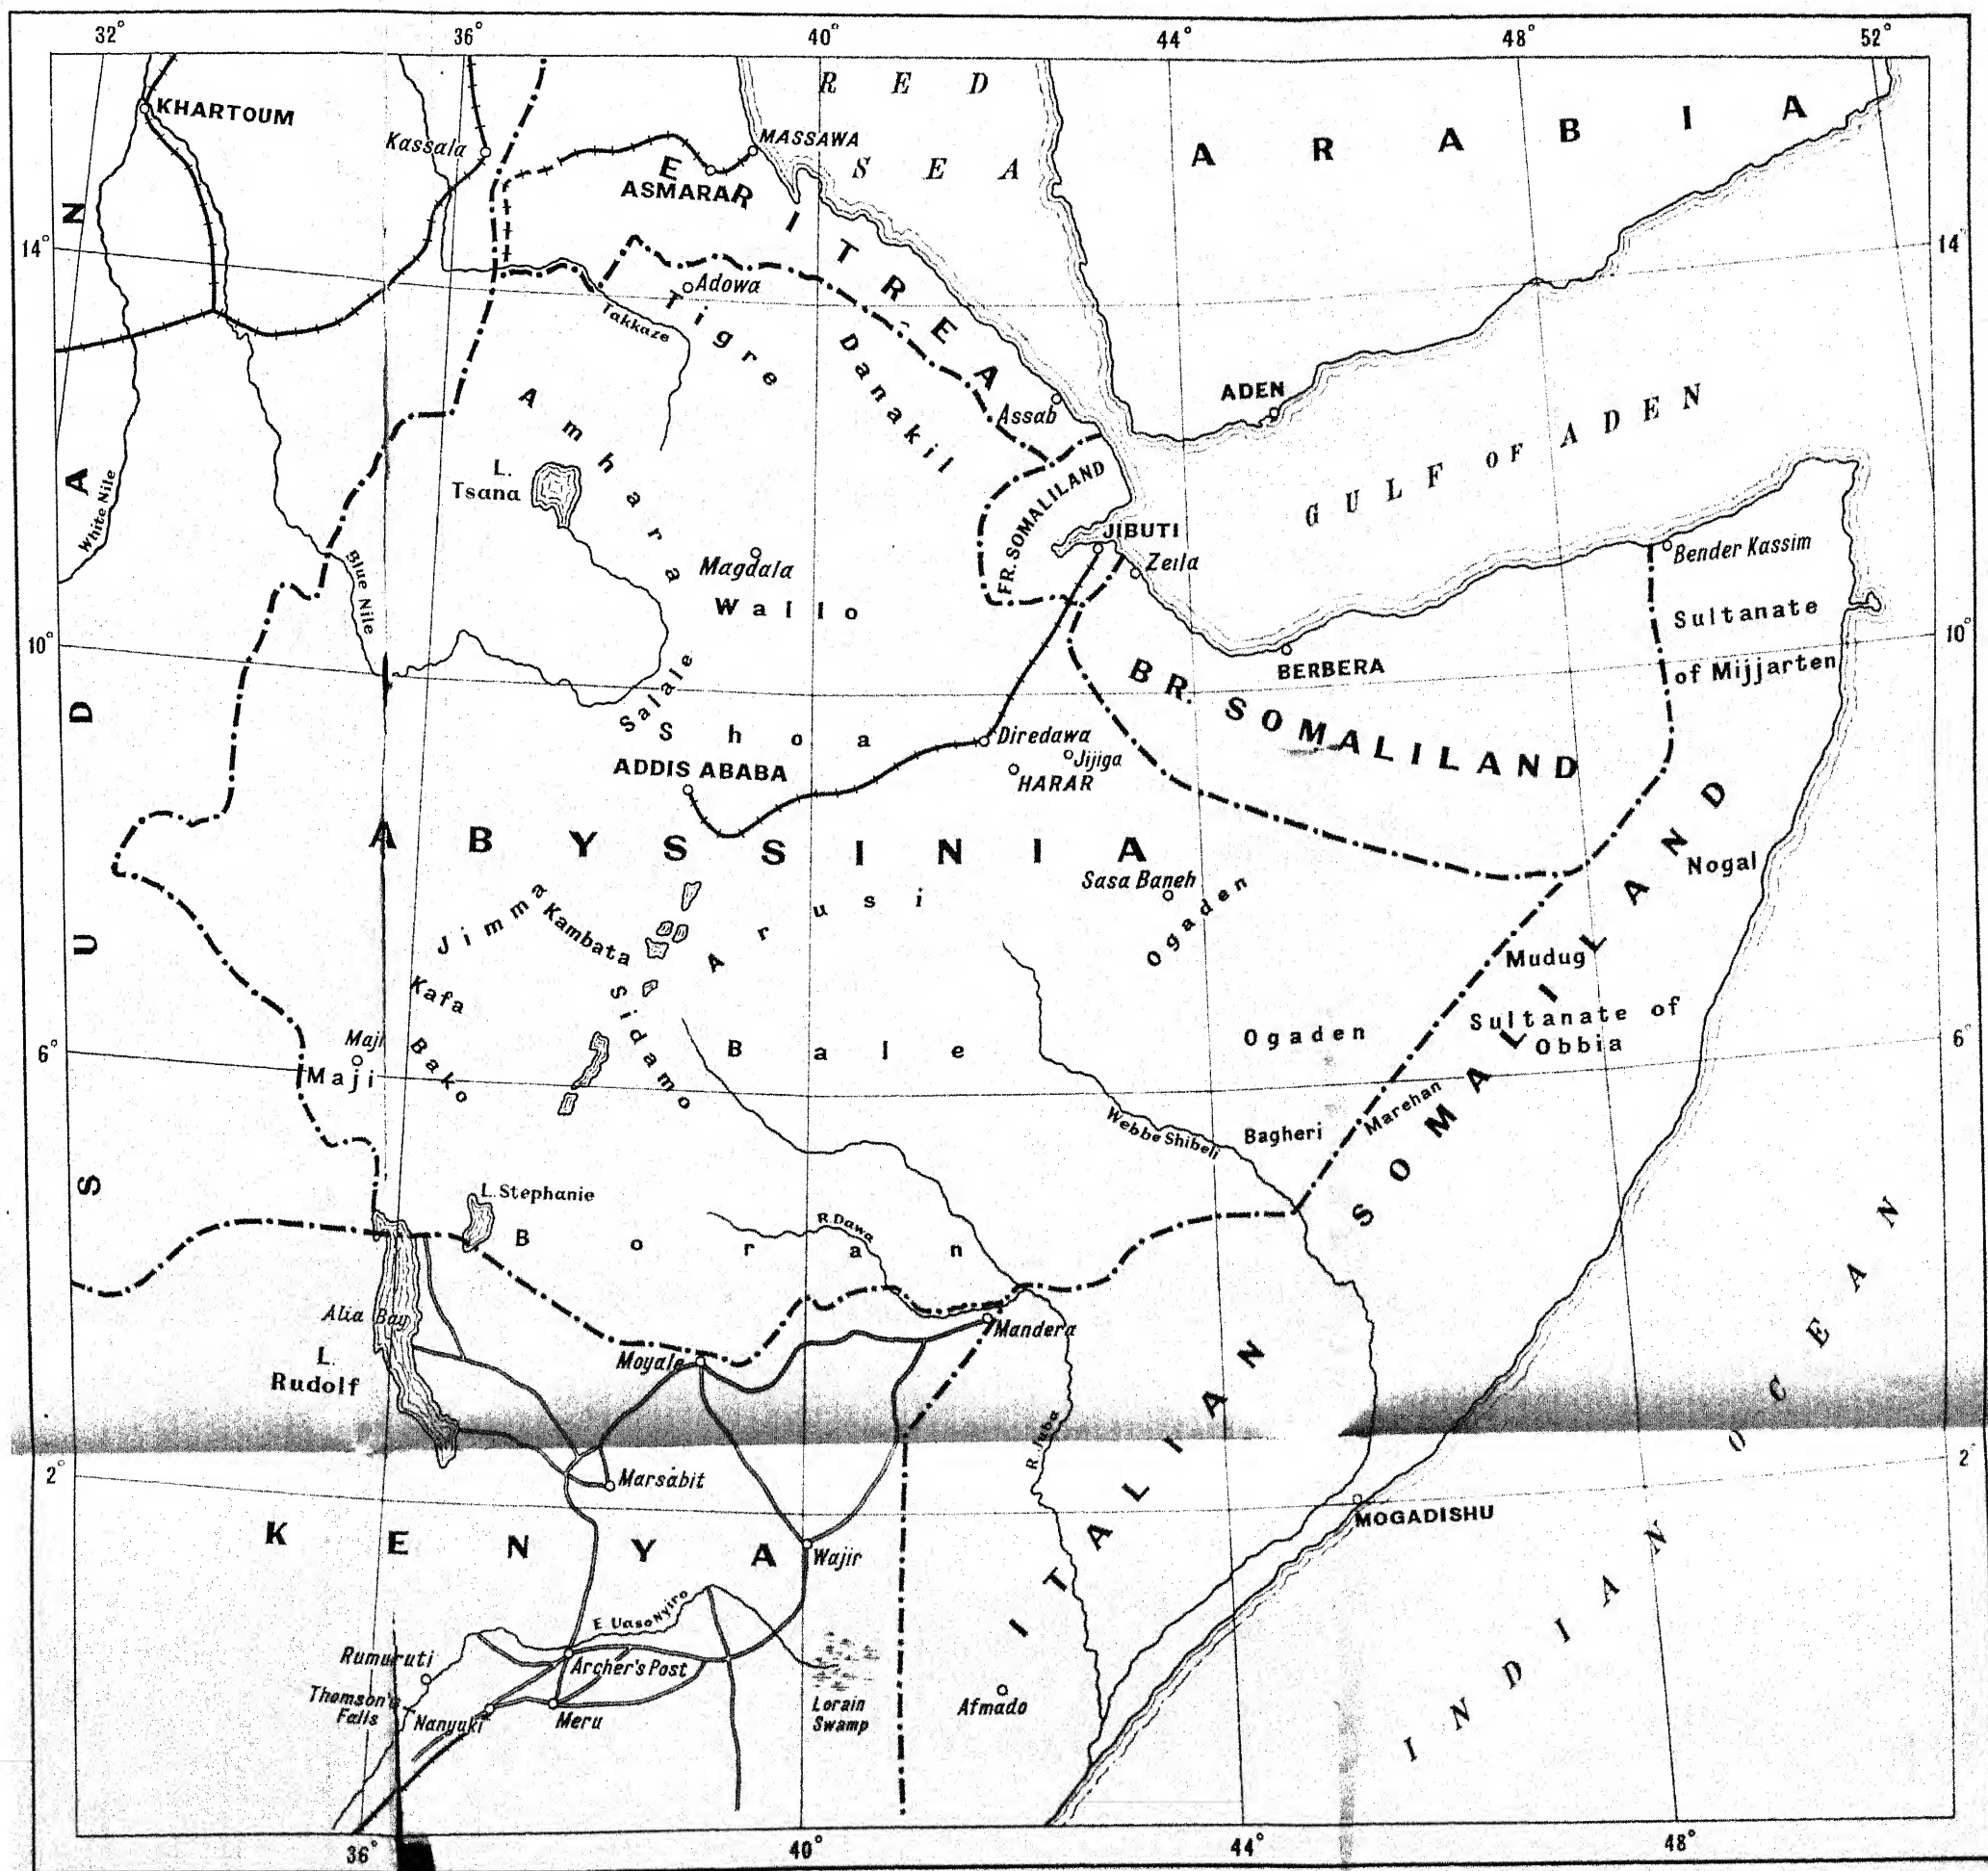 32° 36° 40° 44° 48° 52°
KHARTOUM
Kassala
MASSAWA
ASMARA
RED
SEA
ARABIA
ERITREA
14° 14°
Adowa
Tigre
Takkaze
Danakil
Amhara
Assab
ADEN
GULF OF ADEN
L.
Tsana
White Nile
Blue Nile
FR. SOMALILAND
JIBUTI
Zeila
Magdala
Wallo
Bender Kassim
Sultanate
of Mijjarten
10° 10°
Salale
BERBERA
BR. SOMALILAND
Shoa
ADDIS ABABA
Diredawa
Jijiga
HARAR
SUDAN
ABYSSINIA
Sasa Baneh
Ogaden
Nogal
Jimma
Kambata
Arusi
Kafa
Sidamo
Mudug
Sultanate of
Obbia
Ogaden
6° 6°
Maji
Maji
Bako
Bale
Webbe Shibeli
Bagheri
Marehan
ITALIAN SOMALILAND
L. Stephanie
Boran
R. Dawa
Alia Bay
L.
Rudolf
Moyale
Mandera
R. Juba
2° 2°
Marsabit
MOGADISHU
KENYA
Wajir
E. Uaso Nyiro
Rumuruti
Archer's Post
Thomson's
Falls
Nanyuki
Meru
Lorain
Swamp
Afmado
INDIAN OCEAN
36° 40° 44° 48°